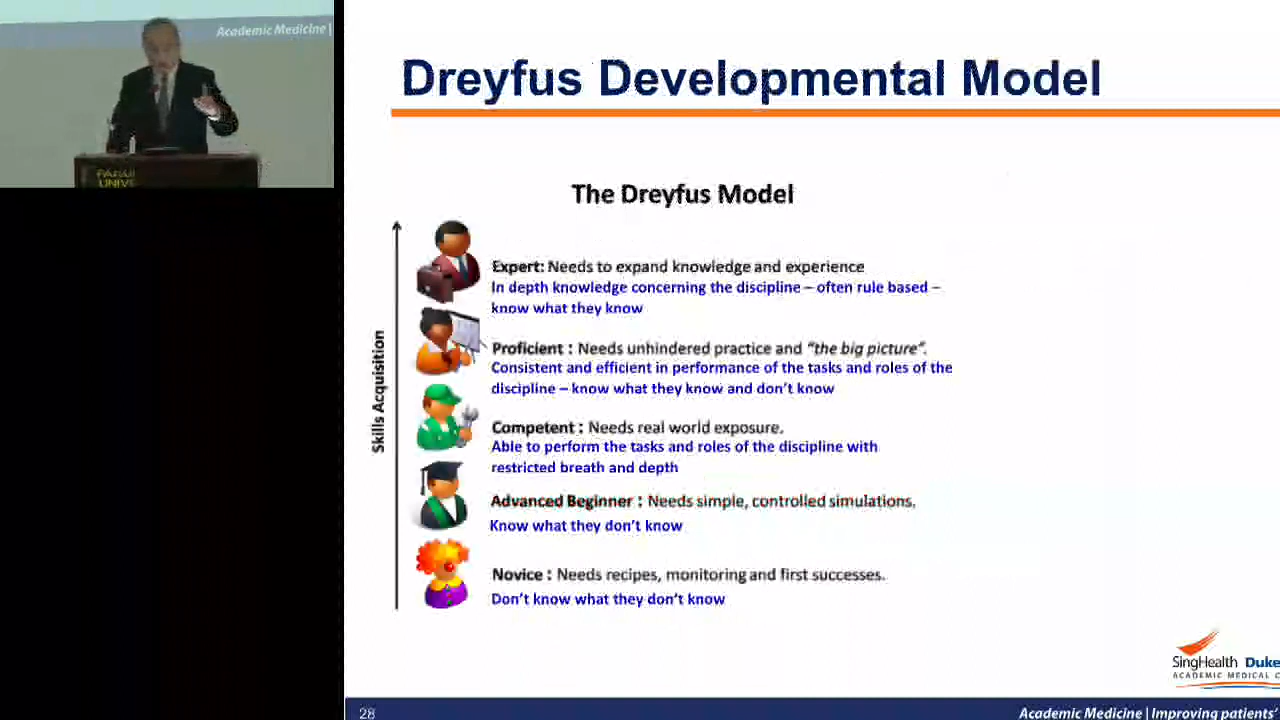 Academic Medicine |
Dreyfus Developmental Model
The Dreyfus Model
Skills Acquisition
Expert: Needs to expand knowledge and experience
In depth knowledge concerning the discipline – often rule based –
know what they know
Proficient : Needs unhindered practice and "the big picture".
Consistent and efficient in performance of the tasks and roles of the
discipline – know what they know and don't know
Competent : Needs real world exposure.
Able to perform the tasks and roles of the discipline with
restricted breath and depth
Advanced Beginner : Needs simple, controlled simulations.
Know what they don't know
Novice : Needs recipes, monitoring and first successes.
Don't know what they don't know
SingHealth Duke
ACADEMIC MEDICAL C
28
Academic Medicine | Improving patients'